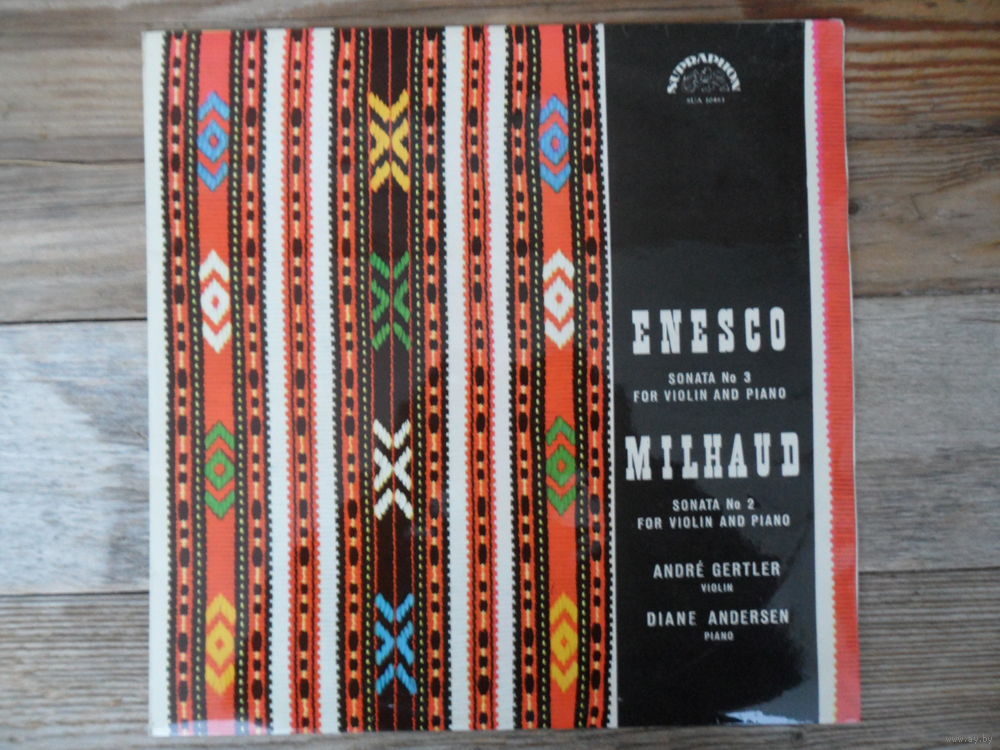 SUPRAPHON
ENESCO
SONATA No 3
FOR VIOLIN AND PIANO
MILHAUD
SONATA No 2
FOR VIOLIN AND PIANO
ANDRÉ GERTLER
VIOLIN
DIANE ANDERSEN
PIANO
www.ay.by